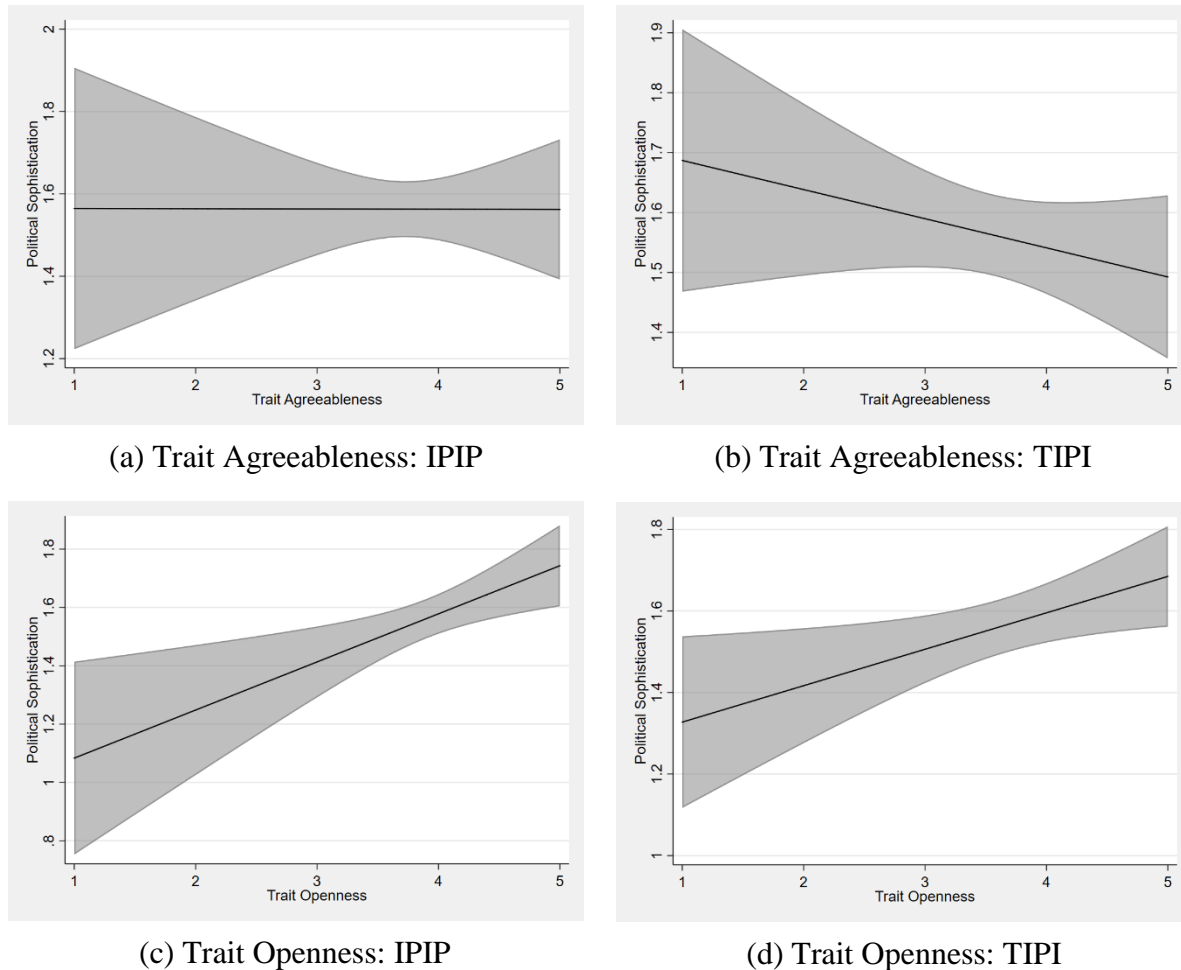 Political Sophistication
2
1.8
1.6
1.4
1.2
1 2 3 4 5
Trait Agreeableness
(a) Trait Agreeableness: IPIP
Political Sophistication
1.9
1.8
1.7
1.6
1.5
1.4
1 2 3 4 5
Trait Agreeableness
(b) Trait Agreeableness: TIPI
Political Sophistication
1.8
1.6
1.4
1.2
1
.8
1 2 3 4 5
Trait Openness
(c) Trait Openness: IPIP
Political Sophistication
1.8
1.6
1.4
1.2
1
1 2 3 4 5
Trait Openness
(d) Trait Openness: TIPI